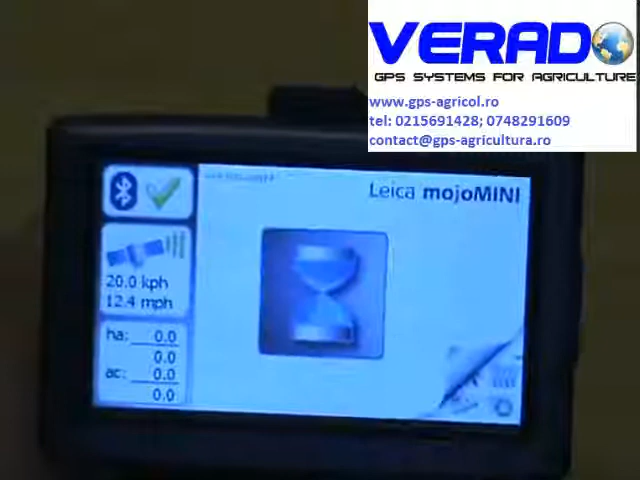 VERADO
GPS SYSTEMS FOR AGRICULTURE
www.gps-agricol.ro
tel: 0215691428; 0748291609
contact@gps-agricultura.ro
Leica mojoMINI
20.0 kph
12.4 mph
ha: 0.0
0.0
ac: 0.0
0.0